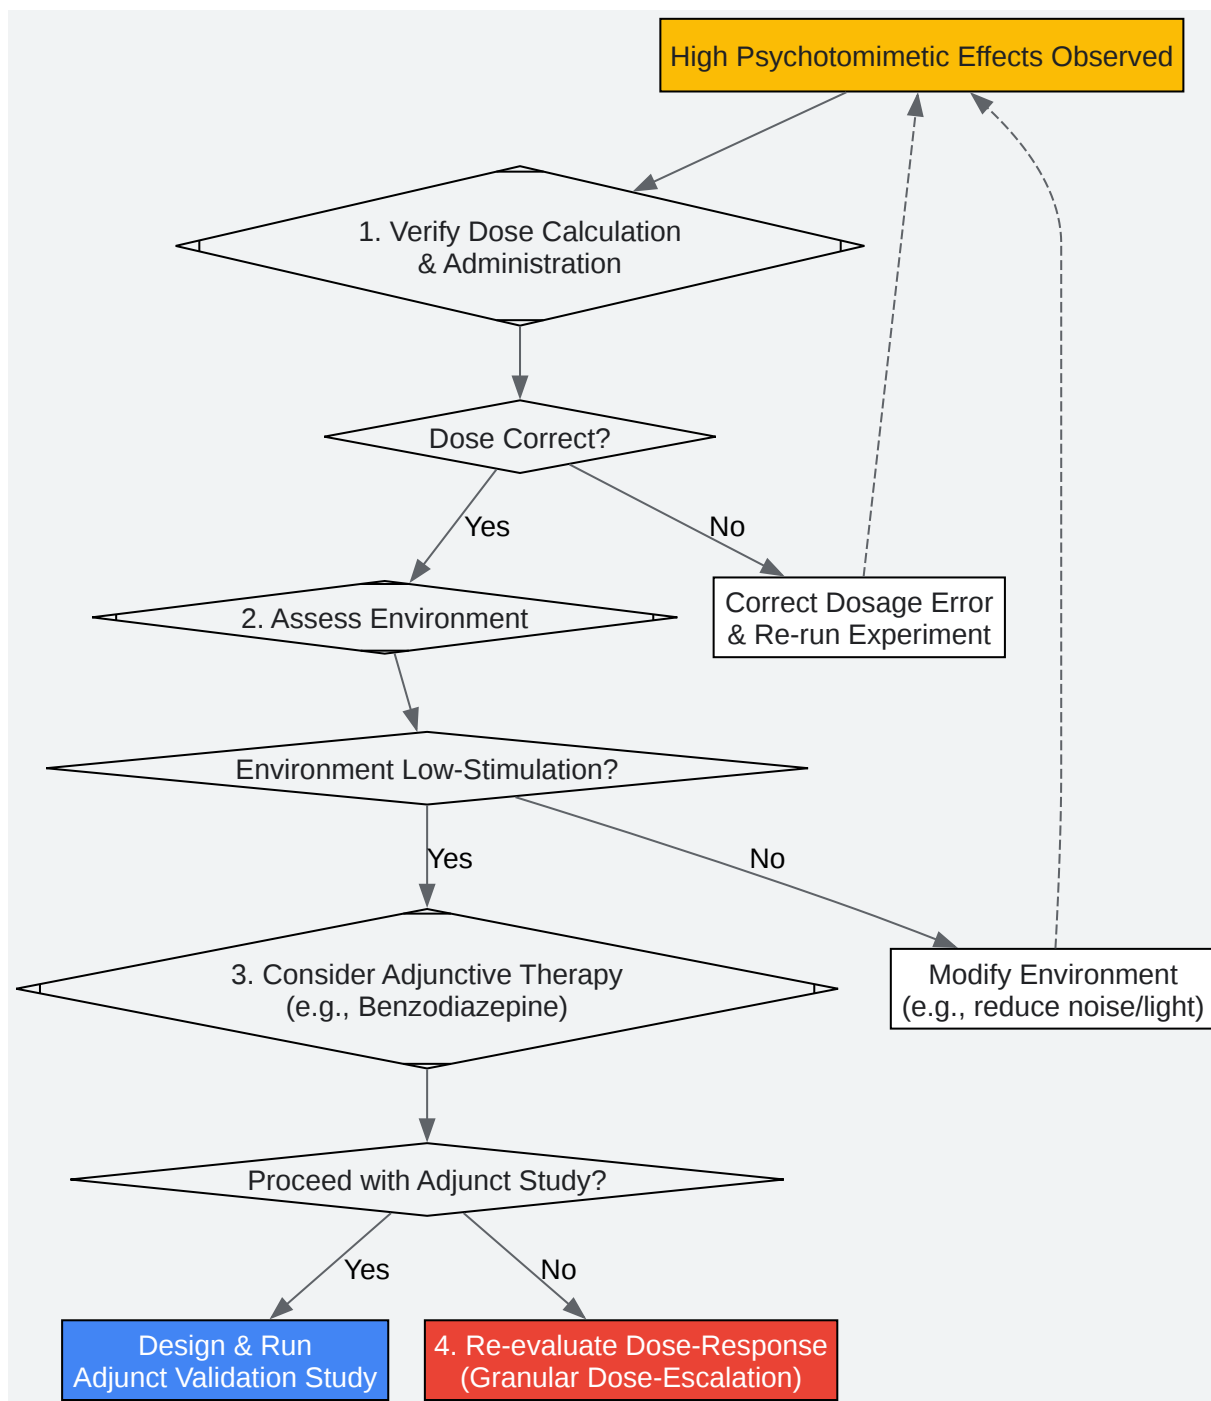 High Psychotomimetic Effects Observed
1. Verify Dose Calculation
& Administration
Dose Correct?
Yes
No
2. Assess Environment
Correct Dosage Error
& Re-run Experiment
Environment Low-Stimulation?
Yes
No
3. Consider Adjunctive Therapy
(e.g., Benzodiazepine)
Modify Environment
(e.g., reduce noise/light)
Proceed with Adjunct Study?
Yes
No
Design & Run
Adjunct Validation Study
4. Re-evaluate Dose-Response
(Granular Dose-Escalation)